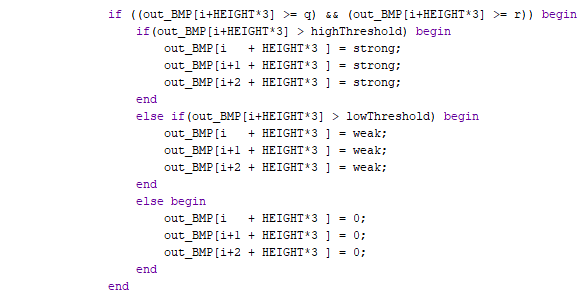 if ((out_BMP[i+HEIGHT*3] >= q) && (out_BMP[i+HEIGHT*3] >= r)) begin
    if(out_BMP[i+HEIGHT*3] > highThreshold) begin
        out_BMP[i   + HEIGHT*3 ] = strong;
        out_BMP[i+1 + HEIGHT*3 ] = strong;
        out_BMP[i+2 + HEIGHT*3 ] = strong;
    end
    else if(out_BMP[i+HEIGHT*3] > lowThreshold) begin
        out_BMP[i   + HEIGHT*3 ] = weak;
        out_BMP[i+1 + HEIGHT*3 ] = weak;
        out_BMP[i+2 + HEIGHT*3 ] = weak;
    end
    else begin
        out_BMP[i   + HEIGHT*3 ] = 0;
        out_BMP[i+1 + HEIGHT*3 ] = 0;
        out_BMP[i+2 + HEIGHT*3 ] = 0;
    end
end